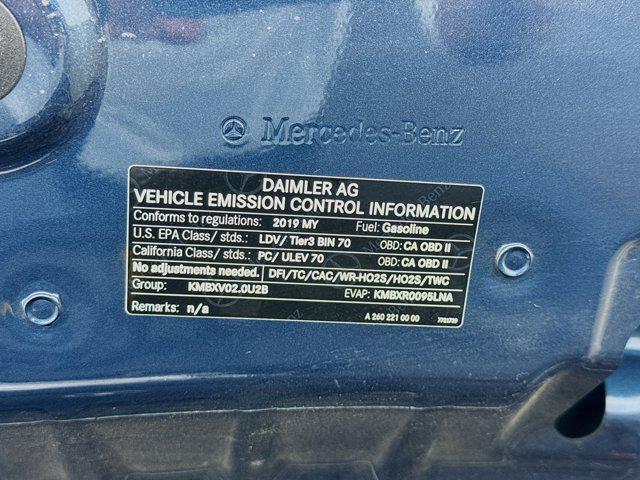 Mercedes-Benz
DAIMLER AG
VEHICLE EMISSION CONTROL INFORMATION
Conforms to regulations: 2019 MY Fuel: Gasoline
U.S. EPA Class/ stds.: LDV/ Tier3 BIN 70 OBD: CA OBD II
California Class/ stds.: PC/ ULEV 70 OBD: CA OBD II
No adjustments needed. DFI/TC/CAC/WR-HO2S/HO2S/TWC
Group: KMBXV02.0U2B EVAP: KMBXR0095LNA
Remarks: n/a
A 260 221 00 00